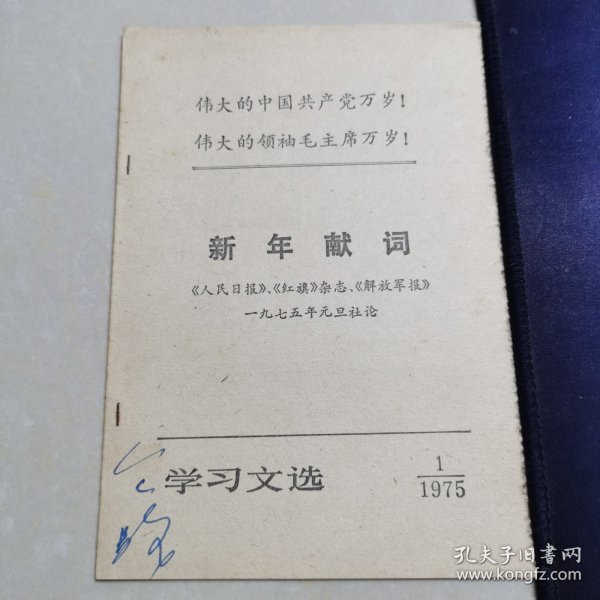 伟大的中国共产党万岁！
伟大的领袖毛主席万岁！
新年献词
《人民日报》、《红旗》杂志、《解放军报》
一九七五年元旦社论
学习文选
1
1975
孔夫子旧书网
www.kongfz.com